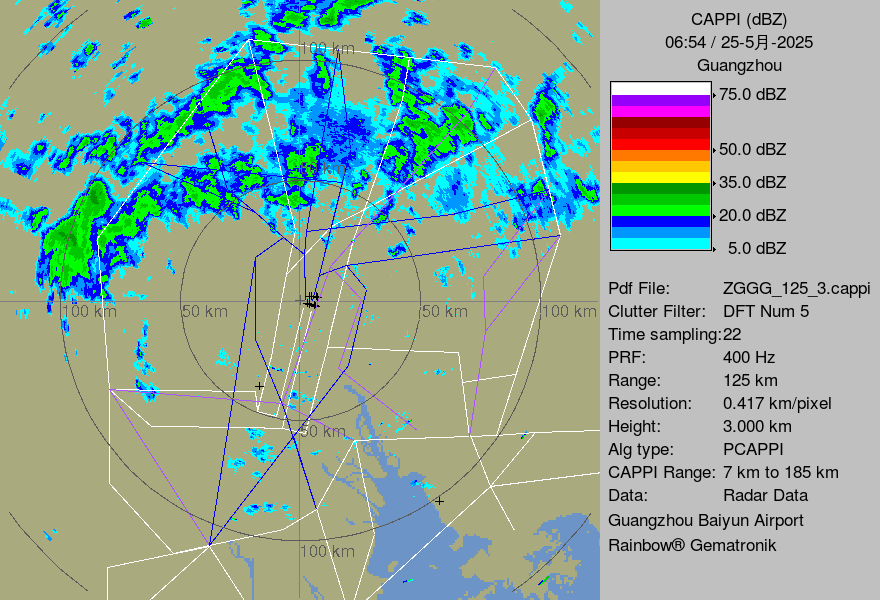 100 km
100 km
50 km
50 km
100 km
50 km
100 km
CAPPI (dBZ)
06:54 / 25-5月-2025
Guangzhou
75.0 dBZ
50.0 dBZ
35.0 dBZ
20.0 dBZ
5.0 dBZ
Pdf File: ZGGG_125_3.cappi
Clutter Filter: DFT Num 5
Time sampling:22
PRF: 400 Hz
Range: 125 km
Resolution: 0.417 km/pixel
Height: 3.000 km
Alg type: PCAPPI
CAPPI Range: 7 km to 185 km
Data: Radar Data
Guangzhou Baiyun Airport
Rainbow® Gematronik